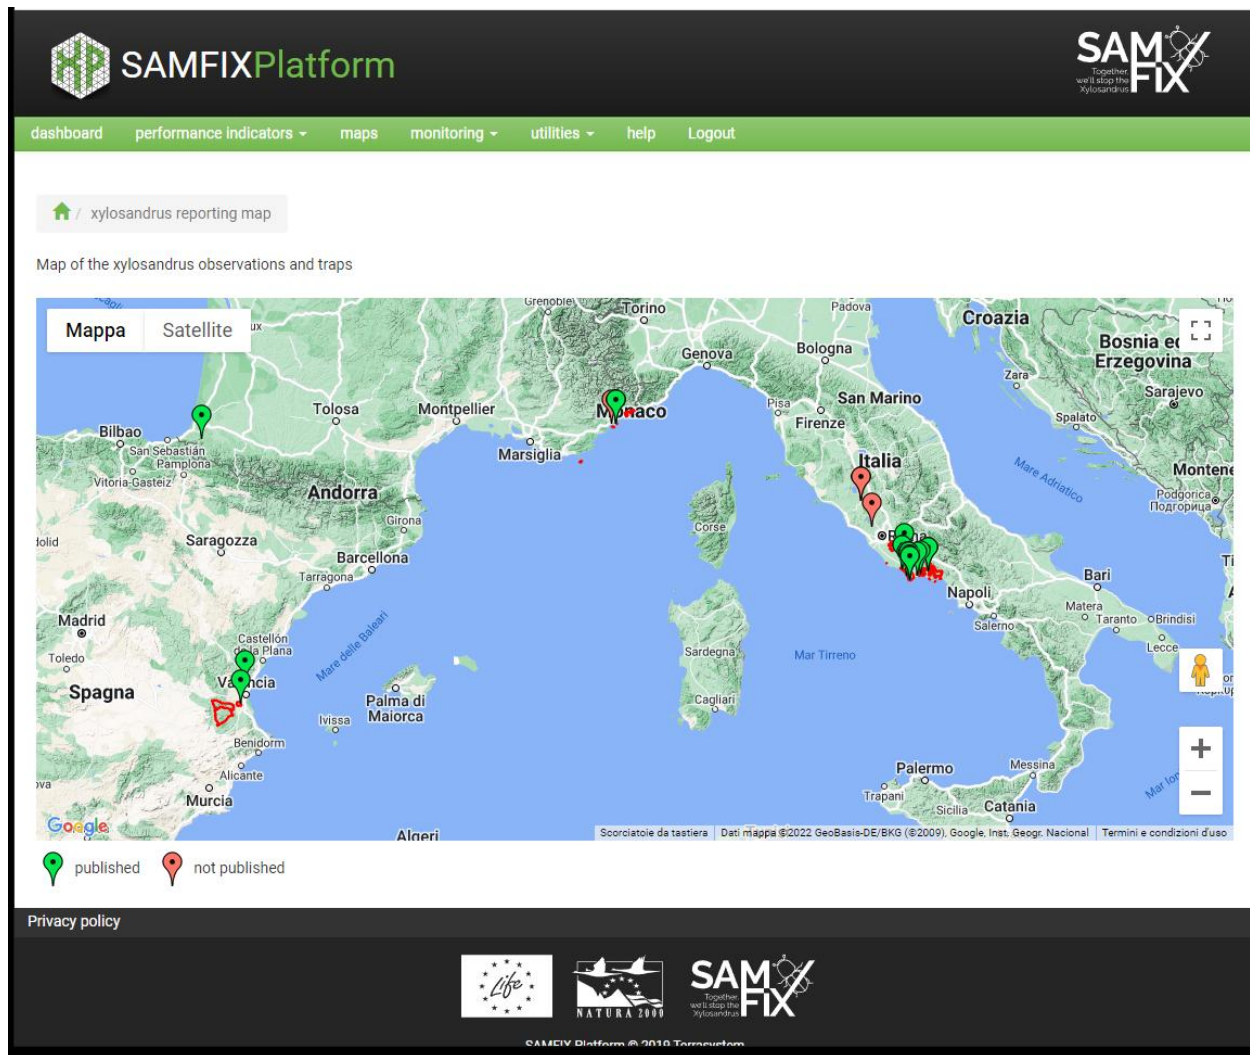 SAMFIXPlatform
SAM
FIX
Together,
we'll stop the
Xylosandrus
dashboard performance indicators maps monitoring utilities help Logout
/ xylosandrus reporting map
Map of the xylosandrus observations and traps
Mappa Satellite
Grenoble
Torino
Padova
Croazia
Bosnia ed
Erzegovina
Genova
Bologna
Zara
Sarajevo
Tolosa
Montpellier
Monaco
Pisa
San Marino
Firenze
Spalato
Bilbao
San Sebastián
Pamplona
Vitoria-Gasteiz
Marsiglia
Italia
Mare Adriatico
Montene
Podgorica
Подгорица
Andorra
Girona
Corse
Saragozza
Barcellona
Tarragona
Roma
Bari
Napoli
Salerno
Matera
Taranto
Brindisi
Lecce
Madrid
Toledo
Castellón
de la Plana
Mare delle Baleari
Sardegna
Mar Tirreno
Spagna
Valencia
Palma di
Maiorca
Ivissa
Cagliari
Benidorm
Alicante
Murcia
Palermo
Messina
Trapani
Sicilia
Catania
Mar Ion
Google
Algeri
Scorciatoie da tastiera Dati mappa ©2022 GeoBasis-DE/BKG (©2009), Google, Inst. Geogr. Nacional Termini e condizioni d'uso
published not published
Privacy policy
Life
NATURA 2000
SAM
FIX
Together,
we'll stop the
Xylosandrus
SAMFIX Platform © 2019 Terrasystem